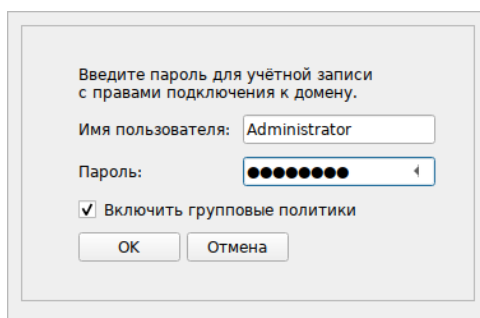 Введите пароль для учётной записи
с правами подключения к домену.
Имя пользователя: Administrator
Пароль: ●●●●●●●●
Включить групповые политики
OK Отмена